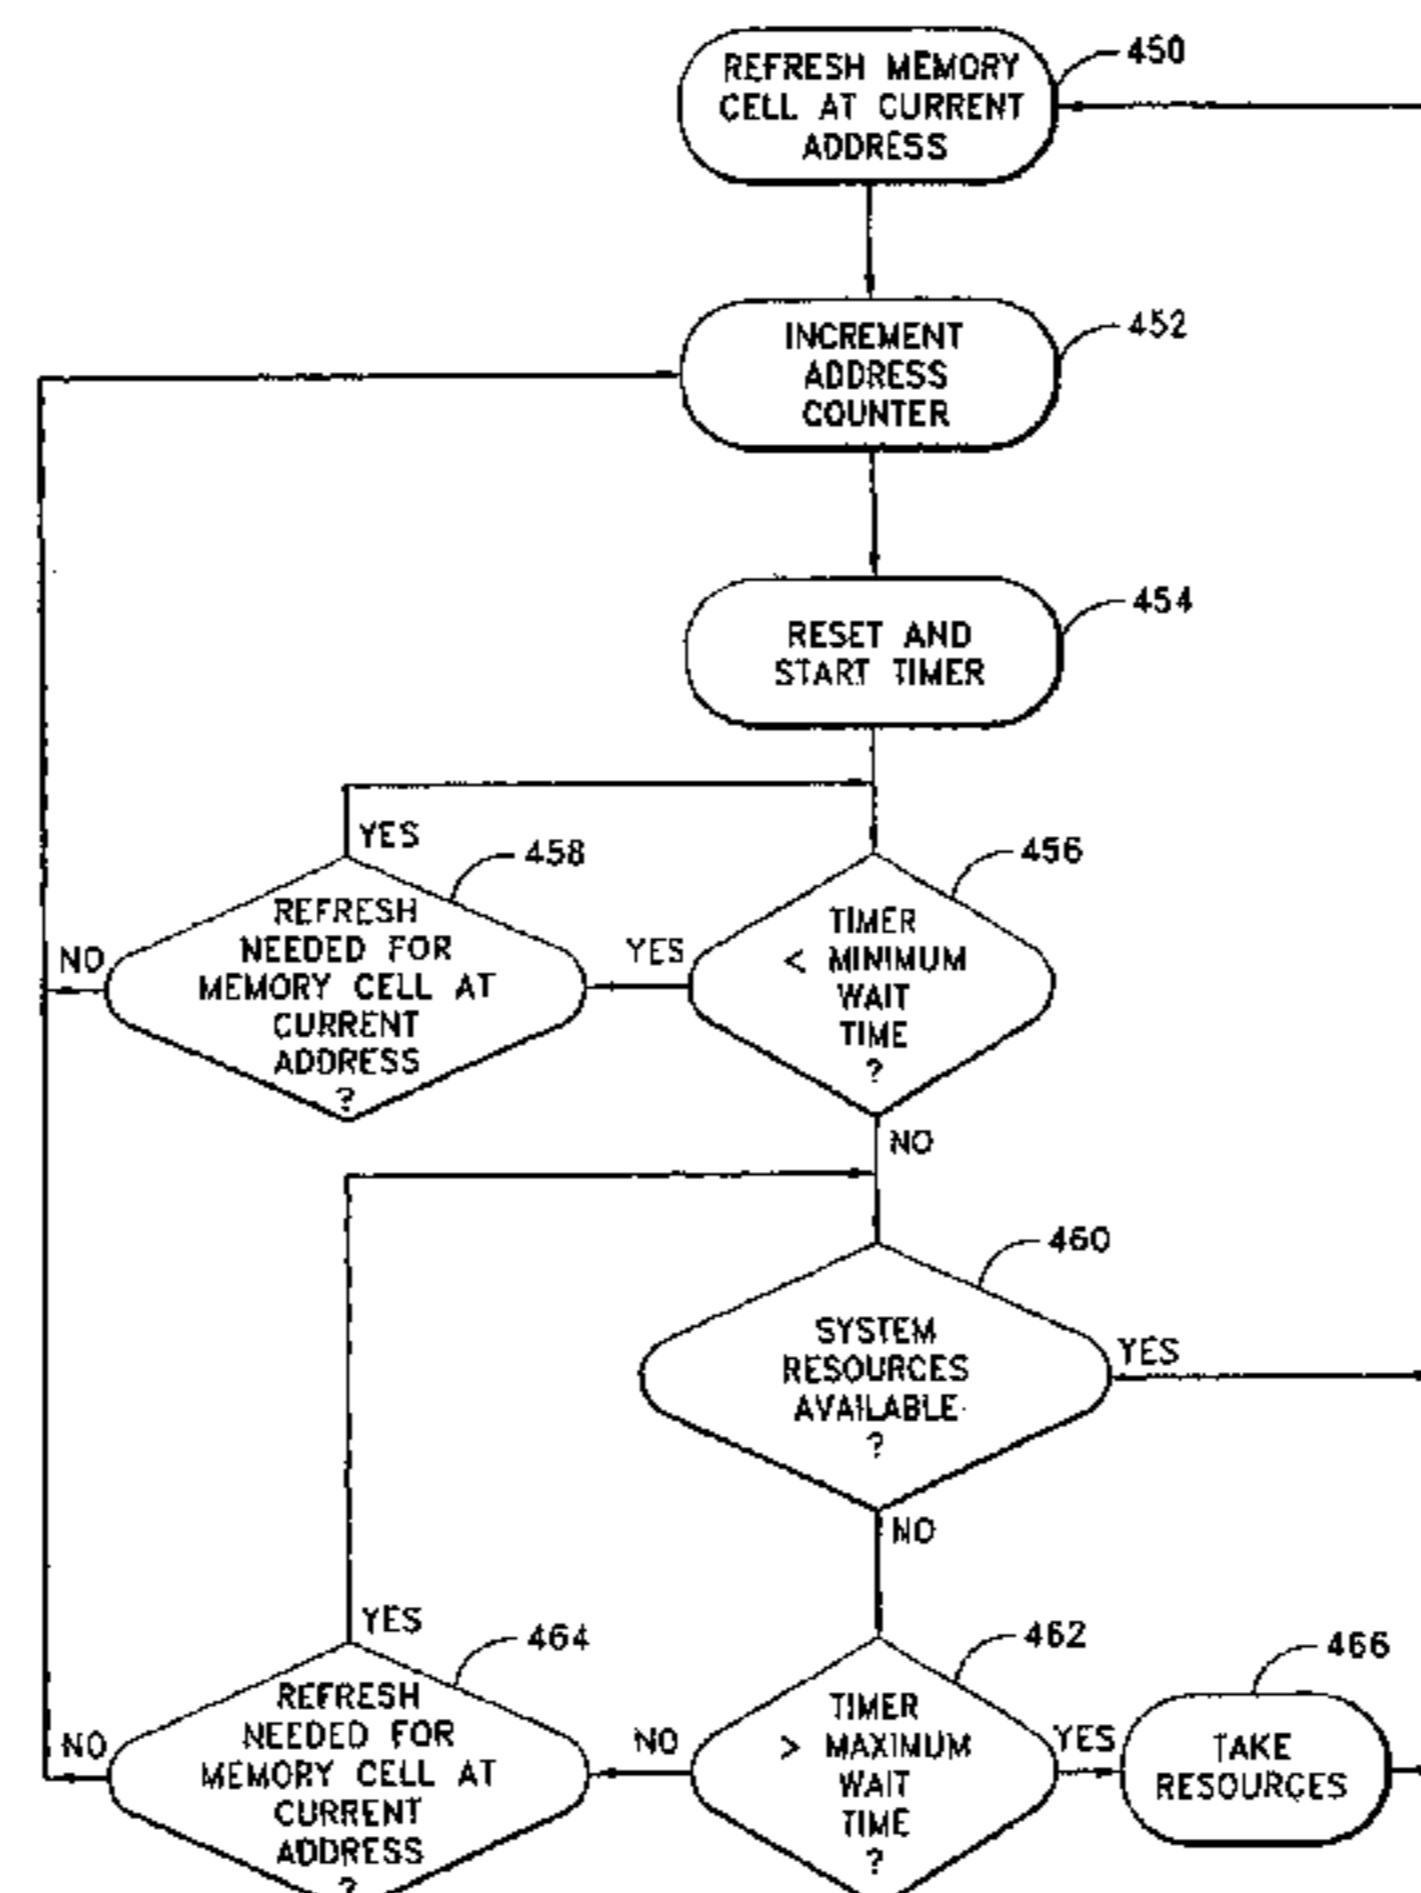 REFRESH MEMORY
CELL AT CURRENT
ADDRESS
450
INCREMENT
ADDRESS
COUNTER
452
RESET AND
START TIMER
454
YES
458
REFRESH
NEEDED FOR
MEMORY CELL AT
CURRENT
ADDRESS
?
NO
YES
456
TIMER
< MINIMUM
WAIT
TIME
?
NO
460
SYSTEM
RESOURCES
AVAILABLE
?
YES
NO
YES
464
REFRESH
NEEDED FOR
MEMORY CELL AT
CURRENT
ADDRESS
?
NO
NO
462
TIMER
> MAXIMUM
WAIT
TIME
?
YES
466
TAKE
RESOURCES